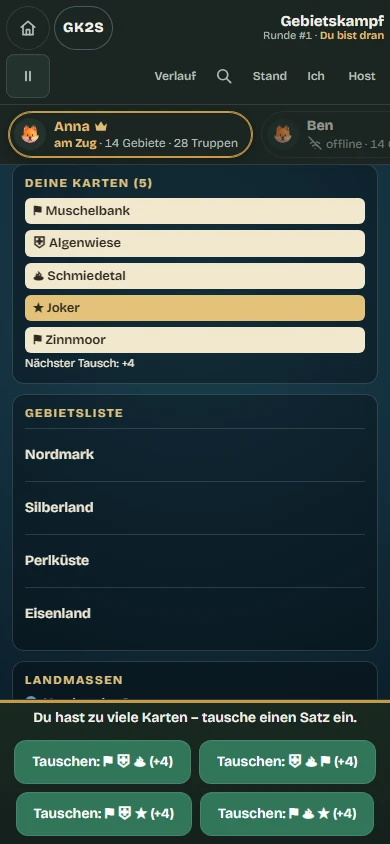 GK2S
Gebietskampf
Runde #1 · Du bist dran
Verlauf
Stand
Ich
Host
Anna
am Zug · 14 Gebiete · 28 Truppen
Ben
offline · 14
DEINE KARTEN (5)
Muschelbank
Algenwiese
Schmiedetal
Joker
Zinnmoor
Nächster Tausch: +4
GEBIETSLISTE
Nordmark
Silberland
Perlküste
Eisenland
LANDMASSEN
Du hast zu viele Karten – tausche einen Satz ein.
Tauschen: (+4)
Tauschen: (+4)
Tauschen: ★ (+4)
Tauschen: ★ (+4)